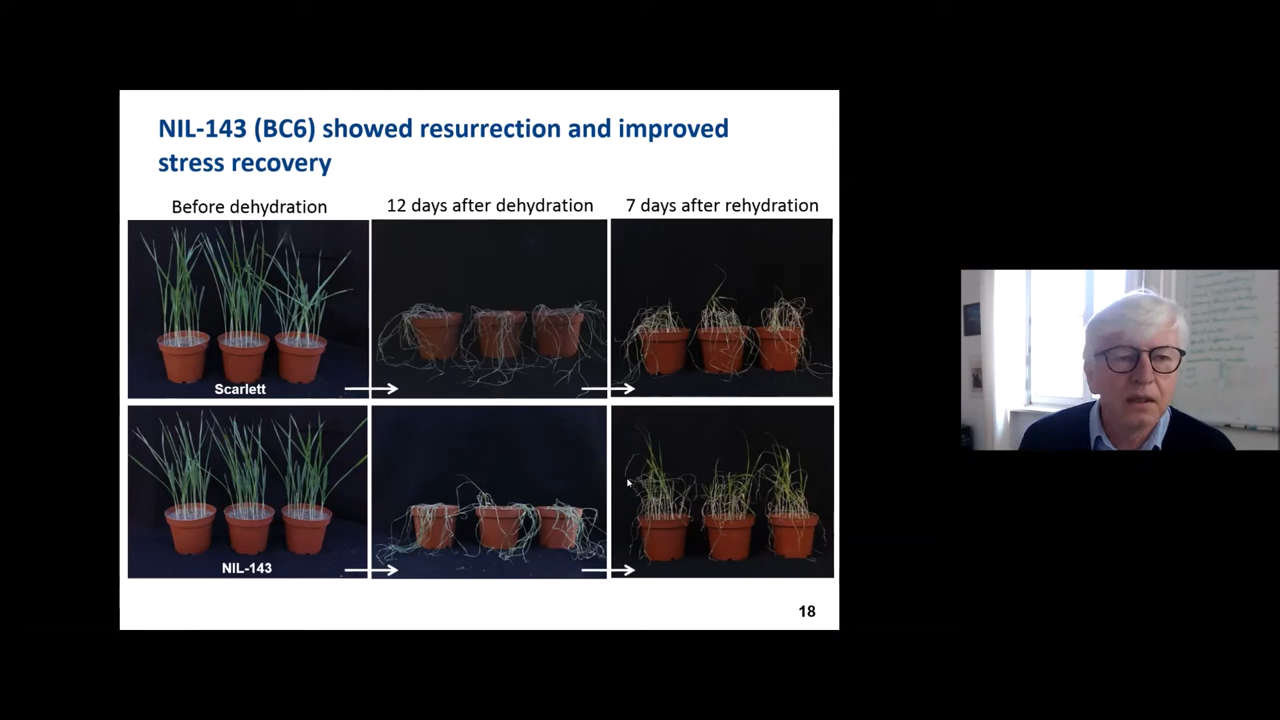 NIL-143 (BC6) showed resurrection and improved
stress recovery
Before dehydration
12 days after dehydration
7 days after rehydration
Scarlett
NIL-143
18